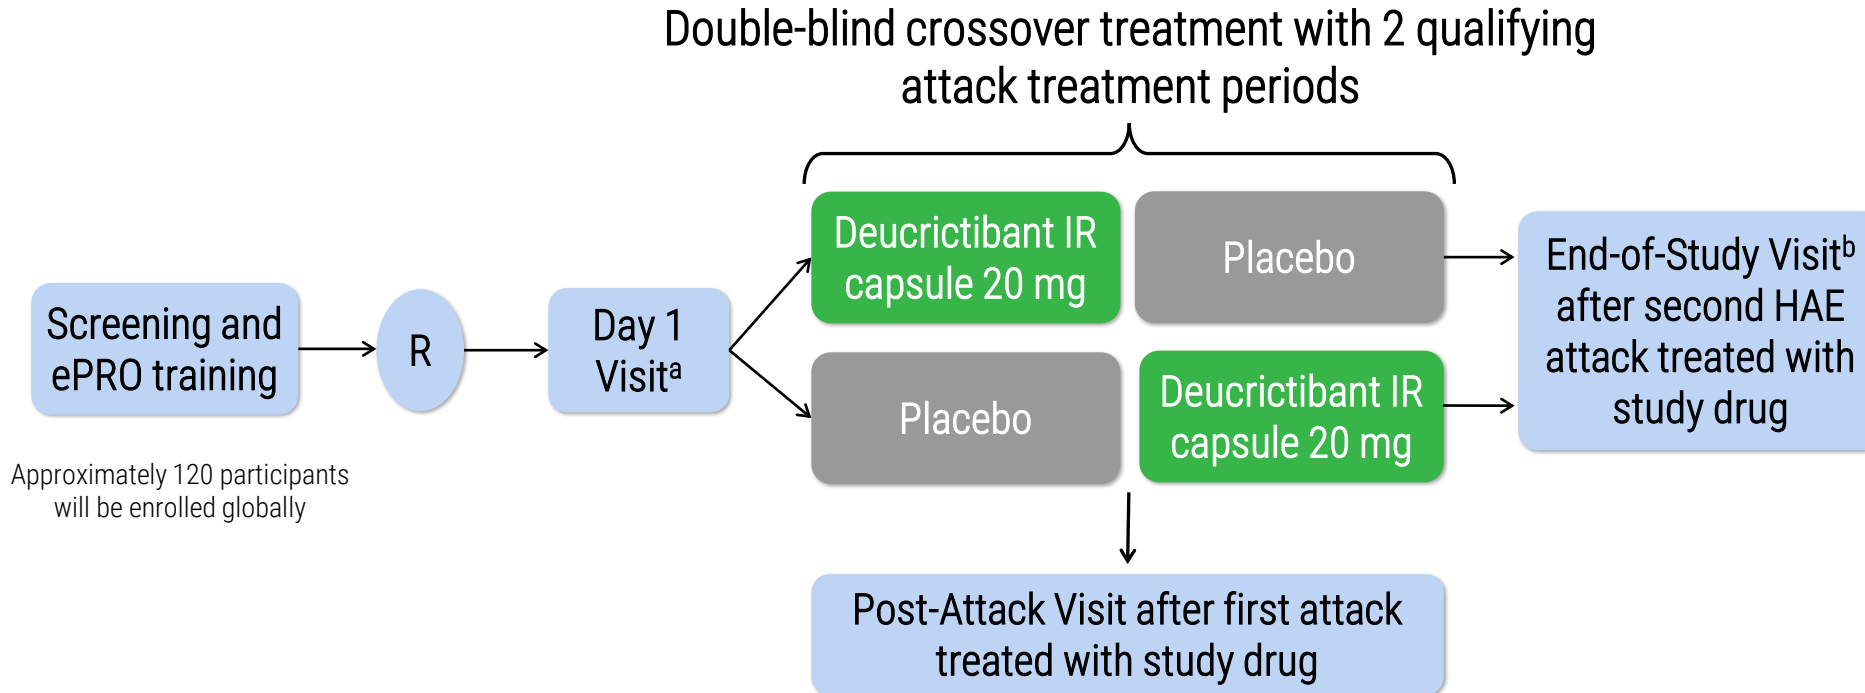 Double-blind crossover treatment with 2 qualifying
attack treatment periods
Screening and
ePRO training
Approximately 120 participants
will be enrolled globally
R
Day 1
Visitᵃ
Deucrictibant IR
capsule 20 mg
Placebo
Placebo
Deucrictibant IR
capsule 20 mg
End-of-Study Visitᵇ
after second HAE
attack treated with
study drug
Post-Attack Visit after first attack
treated with study drug